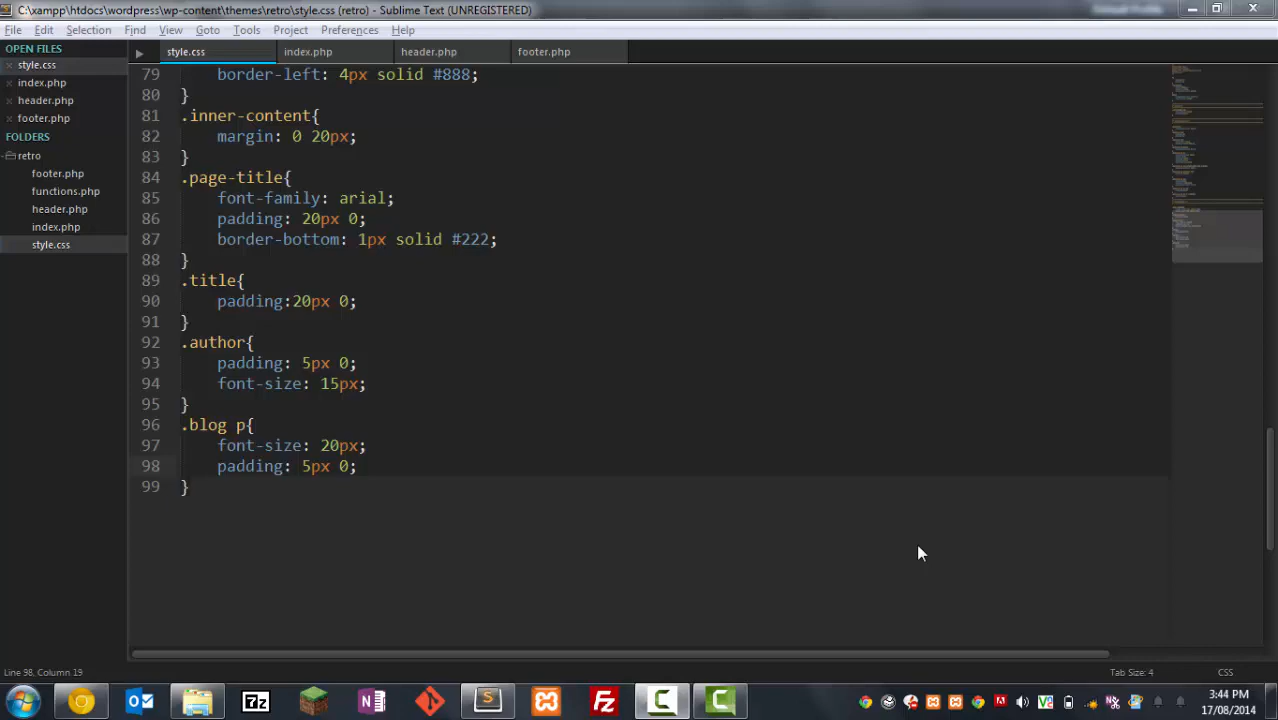 C:\xampp\htdocs\wordpress\wp-content\themes\retro\style.css (retro) - Sublime Text (UNREGISTERED)
File Edit Selection Find View Goto Tools Project Preferences Help
OPEN FILES
style.css
index.php
header.php
footer.php
FOLDERS
retro
footer.php
functions.php
header.php
index.php
style.css
style.css index.php header.php footer.php
79 border-left: 4px solid #888;
80 }
81 .inner-content{
82 margin: 0 20px;
83 }
84 .page-title{
85 font-family: arial;
86 padding: 20px 0;
87 border-bottom: 1px solid #222;
88 }
89 .title{
90 padding:20px 0;
91 }
92 .author{
93 padding: 5px 0;
94 font-size: 15px;
95 }
96 .blog p{
97 font-size: 20px;
98 padding: 5px 0;
99 }
Line 98, Column 19
Tab Size: 4
CSS
7z
3:44 PM
17/08/2014